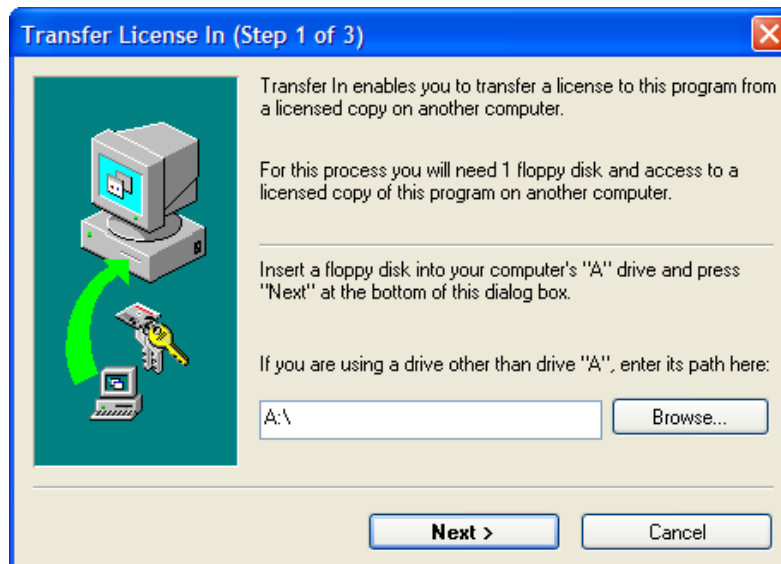 Transfer License In (Step 1 of 3)
Transfer In enables you to transfer a license to this program from
a licensed copy on another computer.
For this process you will need 1 floppy disk and access to a
licensed copy of this program on another computer.
Insert a floppy disk into your computer's "A" drive and press
"Next" at the bottom of this dialog box.
If you are using a drive other than drive "A", enter its path here:
A:\
Browse...
Next >
Cancel